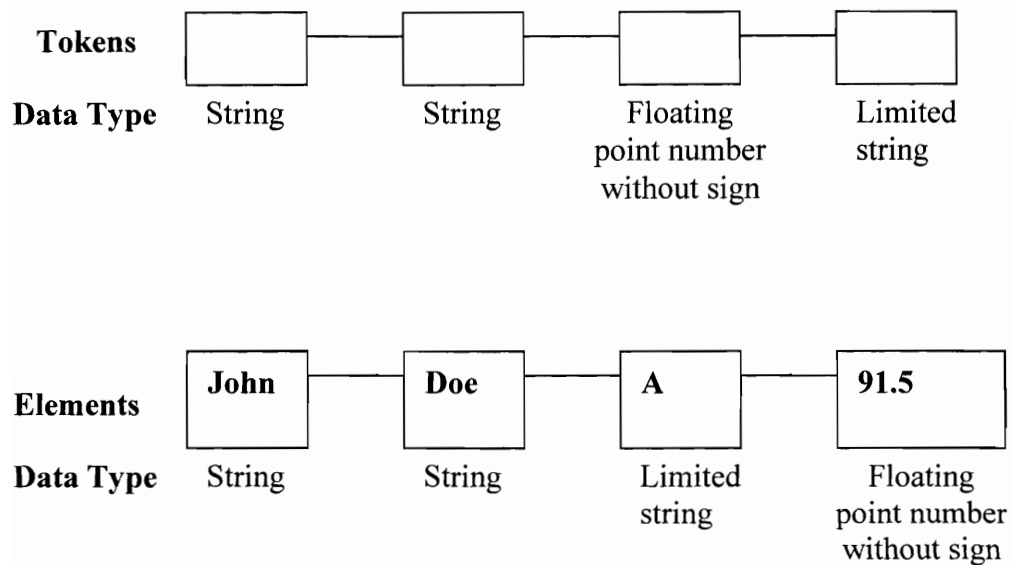 Tokens
Data Type String String Floating Limited
point number string
without sign
John Doe A 91.5
Elements
Data Type String String Limited Floating
string point number
without sign